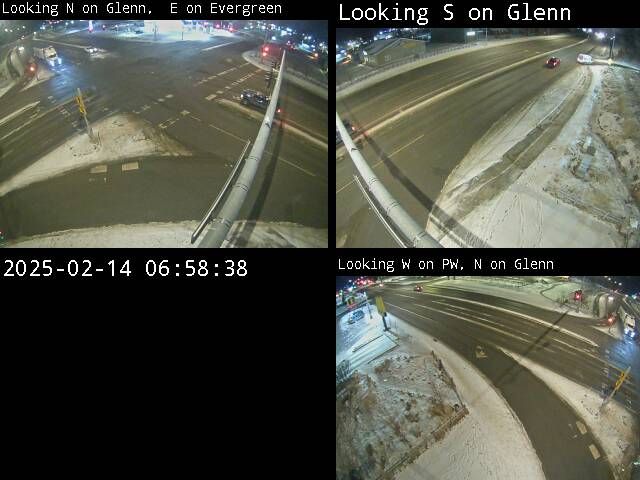 Looking N on Glenn, E on Evergreen
Looking S on Glenn
2025-02-14 06:58:38
Looking W on PW, N on Glenn